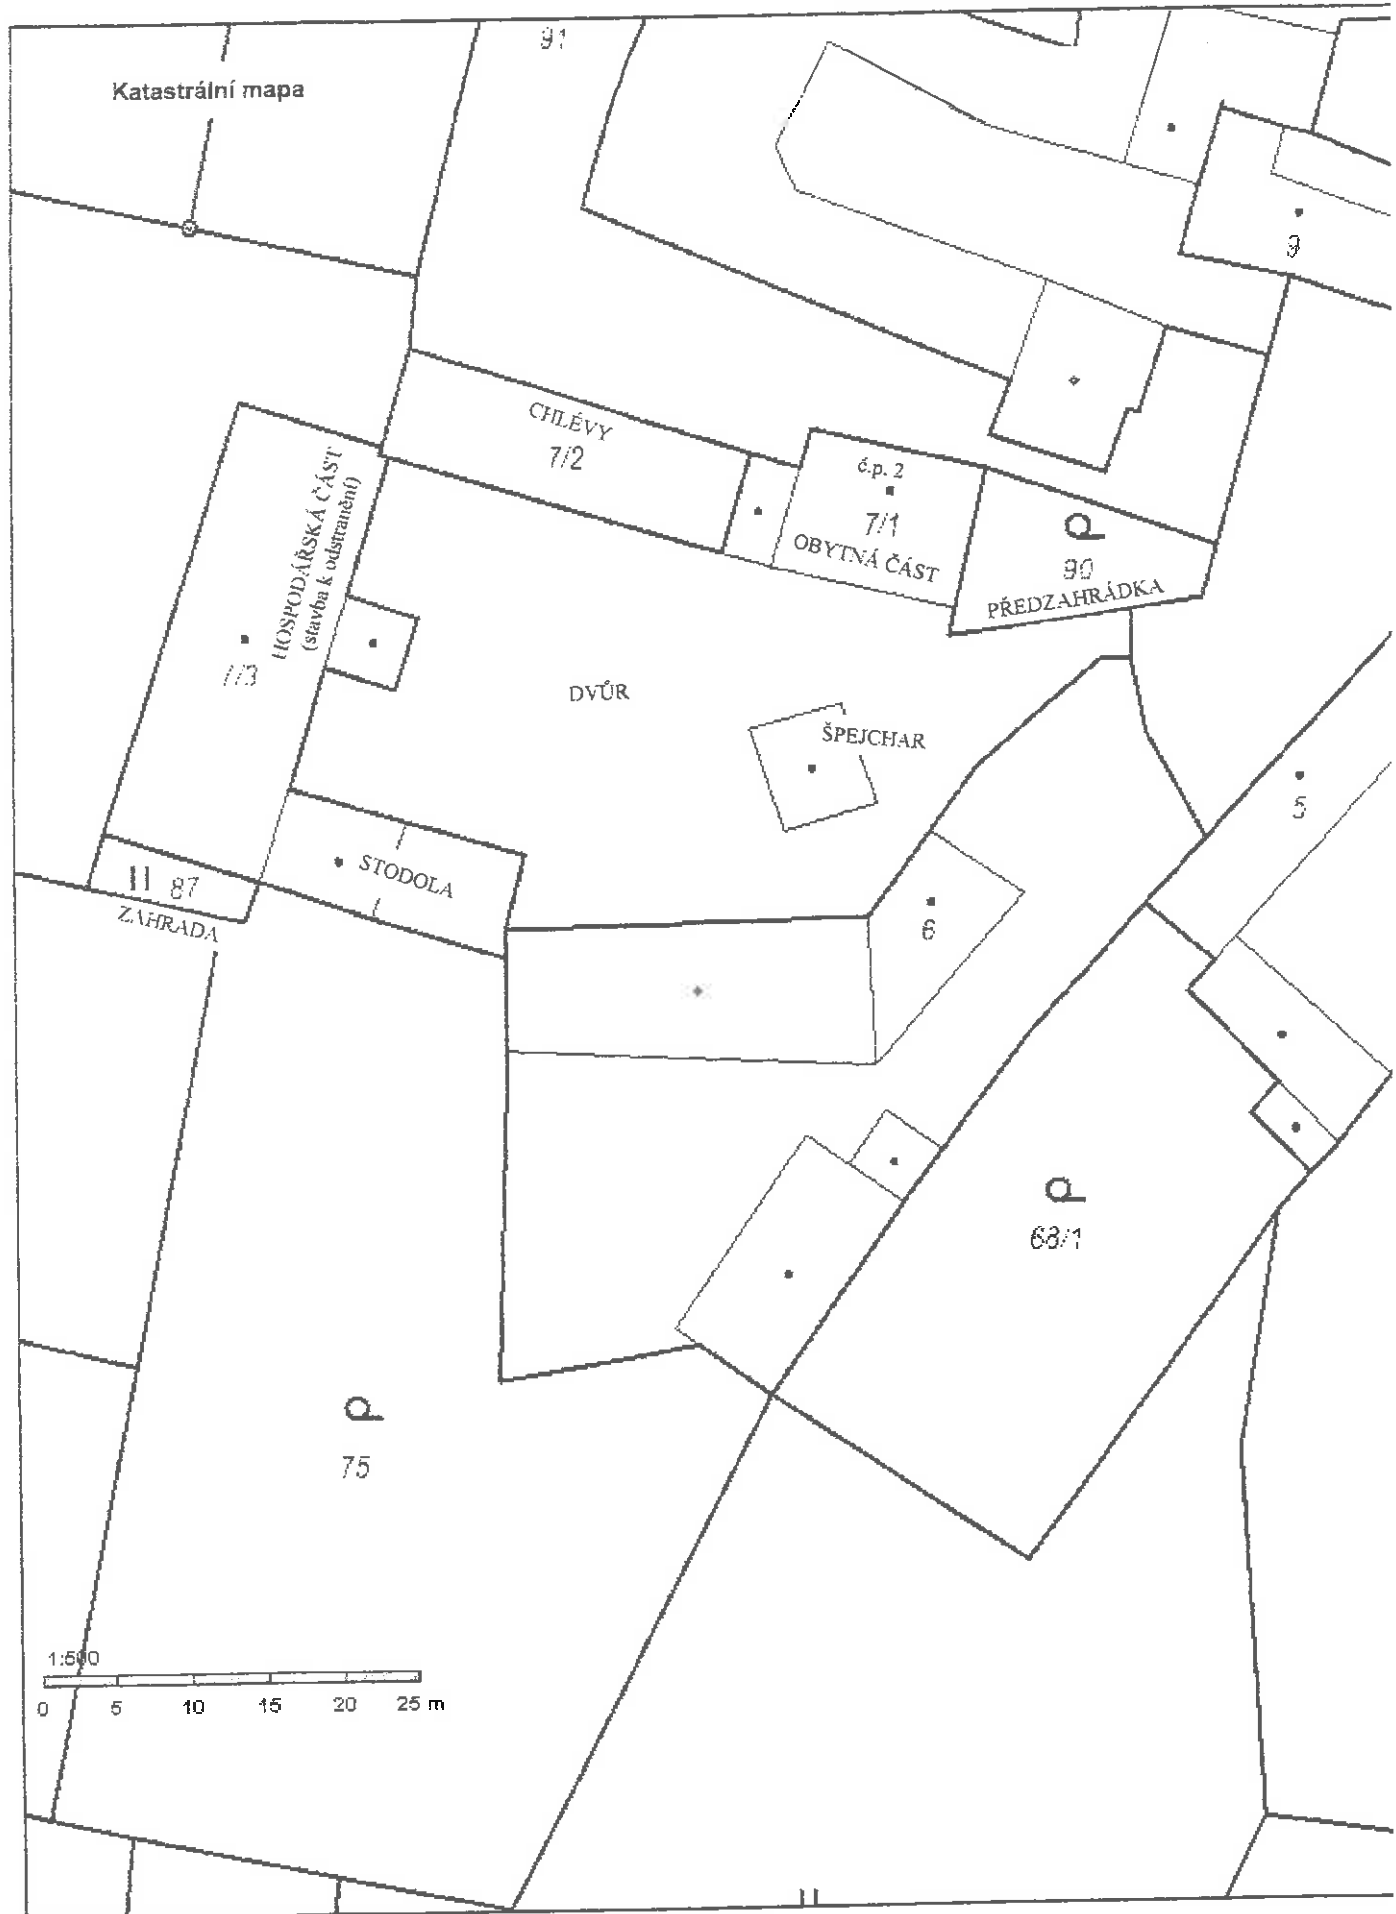 91
Katastrální mapa
9
CHLÉVY
7/2
č.p. 2
7/1
OBYTNÁ ČÁST
90
PŘEDZAHRÁDKA
HOSPODÁŘSKÁ ČÁST
(stavba k odstranění)
7/3
DVŮR
ŠPEJCHAR
5
STODOLA
87
ZAHRADA
6
68/1
75
1:500
0 5 10 15 20 25 m